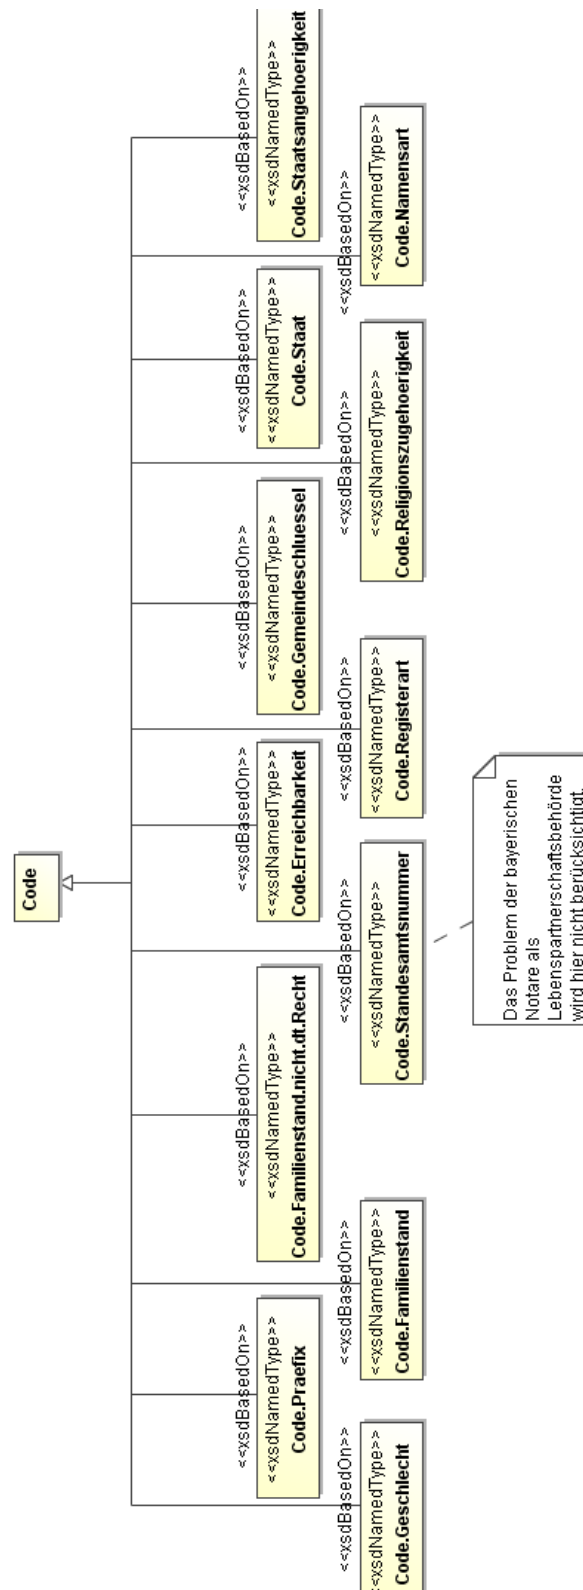 Code
<<xsdBasedOn>>
<<xsdNamedType>>
Code.Praefix
<<xsdBasedOn>>
<<xsdNamedType>>
Code.Familienstand.nicht.dt.Recht
<<xsdBasedOn>>
<<xsdNamedType>>
Code.Erreichbarkeit
<<xsdBasedOn>>
<<xsdNamedType>>
Code.Gemeindeschluessel
<<xsdBasedOn>>
<<xsdNamedType>>
Code.Staat
<<xsdBasedOn>>
<<xsdNamedType>>
Code.Staatsangehoerigkeit
<<xsdBasedOn>>
<<xsdNamedType>>
Code.Geschlecht
<<xsdBasedOn>>
<<xsdNamedType>>
Code.Familienstand
<<xsdBasedOn>>
<<xsdNamedType>>
Code.Standesamtsnummer
<<xsdBasedOn>>
<<xsdNamedType>>
Code.Registerart
<<xsdBasedOn>>
<<xsdNamedType>>
Code.Religionszugehoerigkeit
<<xsdBasedOn>>
<<xsdNamedType>>
Code.Namensart
Das Problem der bayerischen
Notare als
Lebenspartnerschaftsbehörde
wird hier nicht berücksichtigt.